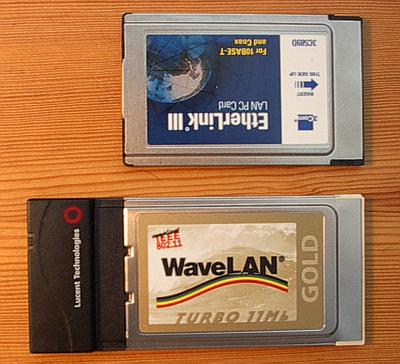 3Com®
INSERT
THIS SIDE UP
EtherLink® III
LAN PC Card
For 10BASE-T
and Coax
3C589D
Lucent Technologies
IEEE
802.11
WaveLAN®
TURBO 11Mb
GOLD